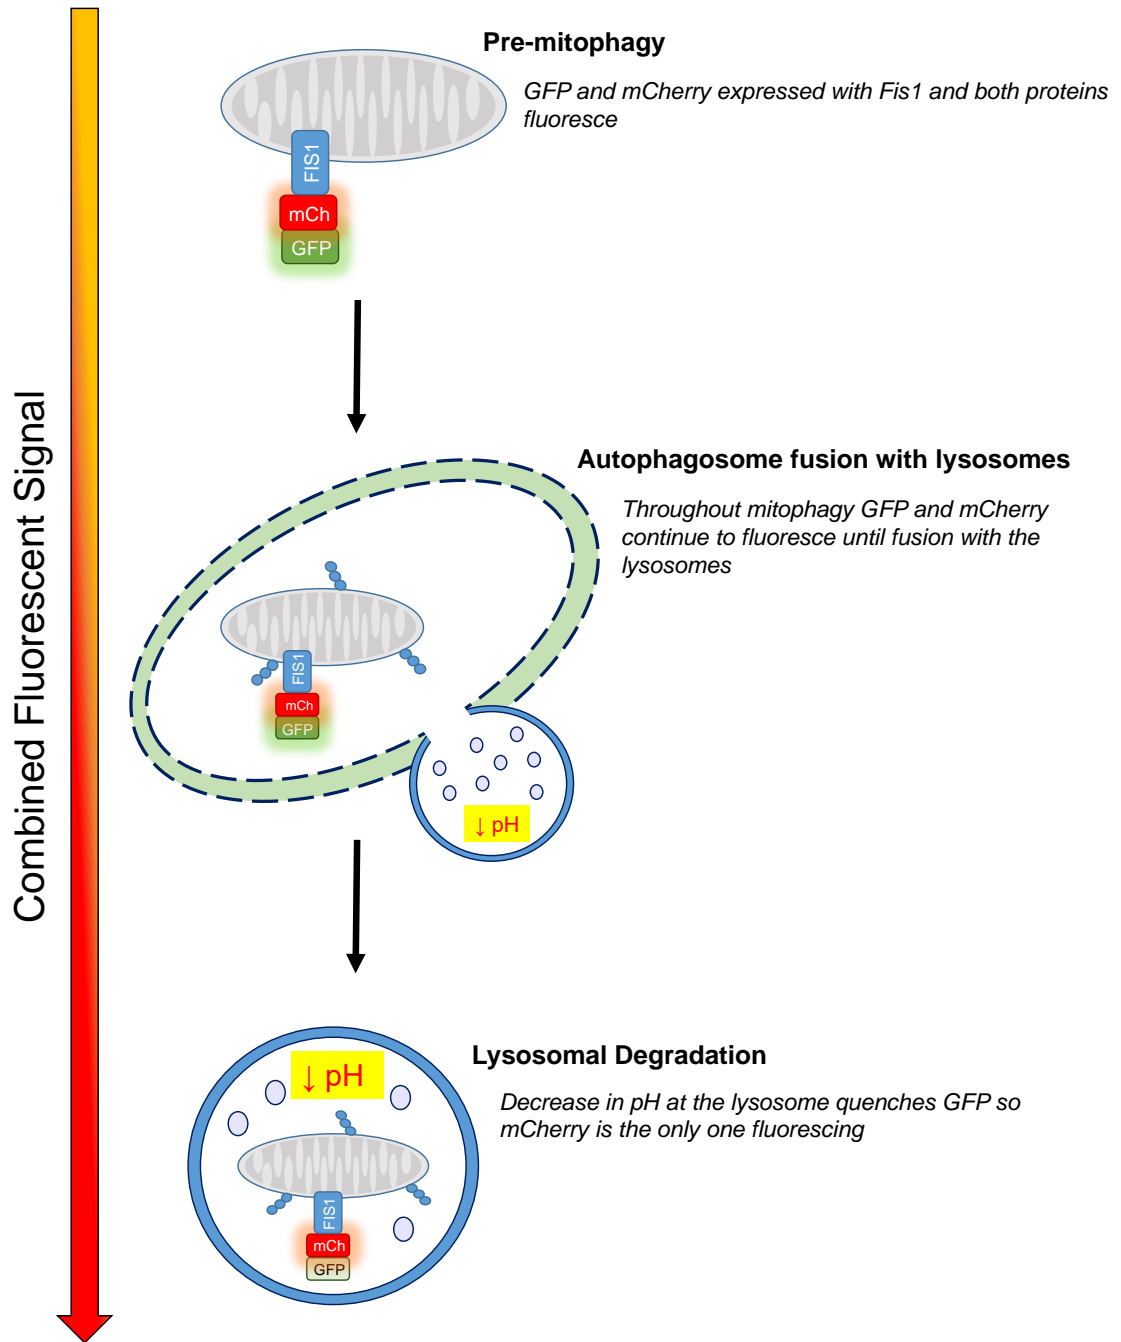 Combined Fluorescent Signal
Pre-mitophagy
GFP and mCherry expressed with Fis1 and both proteins
fluoresce
FIS1
mCh
GFP
Autophagosome fusion with lysosomes
Throughout mitophagy GFP and mCherry
continue to fluoresce until fusion with the
lysosomes
FIS1
mCh
GFP
↓ pH
Lysosomal Degradation
Decrease in pH at the lysosome quenches GFP so
mCherry is the only one fluorescing
↓ pH
FIS1
mCh
GFP